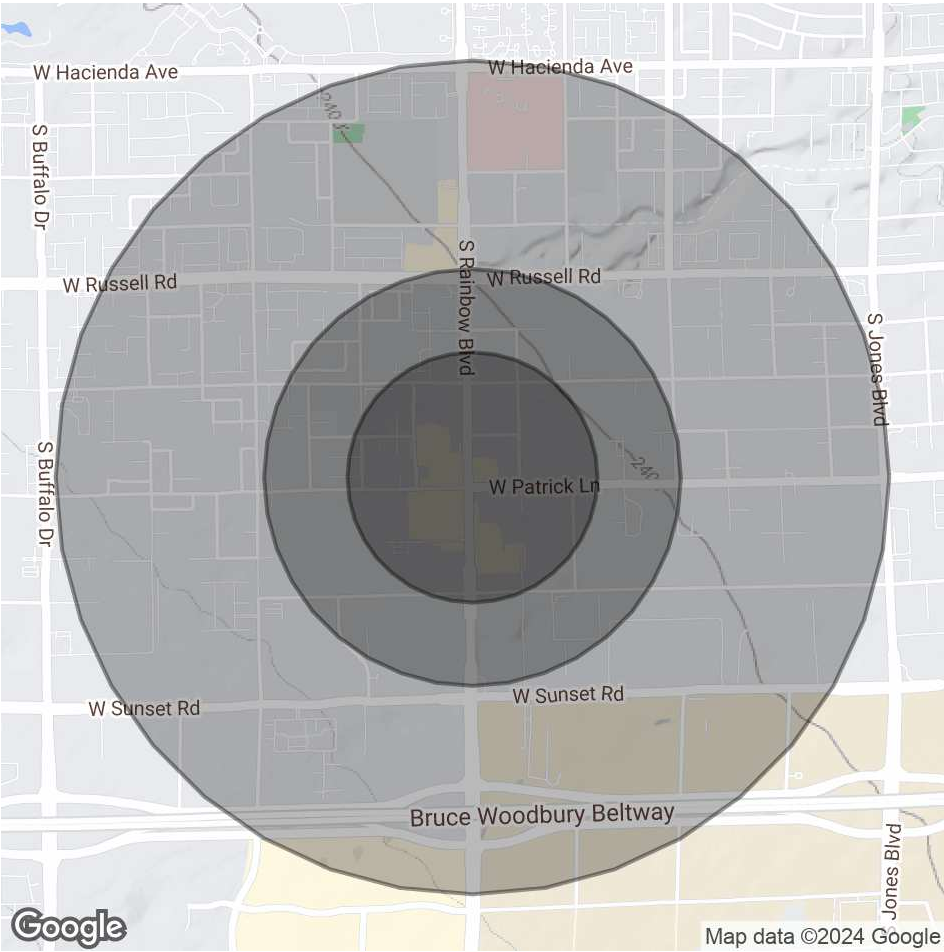 W Hacienda Ave
W Hacienda Ave
S Buffalo Dr
W Russell Rd
S Rainbow Blvd
W Russell Rd
S Jones Blvd
S Buffalo Dr
240
W Patrick Ln
W Sunset Rd
W Sunset Rd
Bruce Woodbury Beltway
S Jones Blvd
Google
Map data ©2024 Google